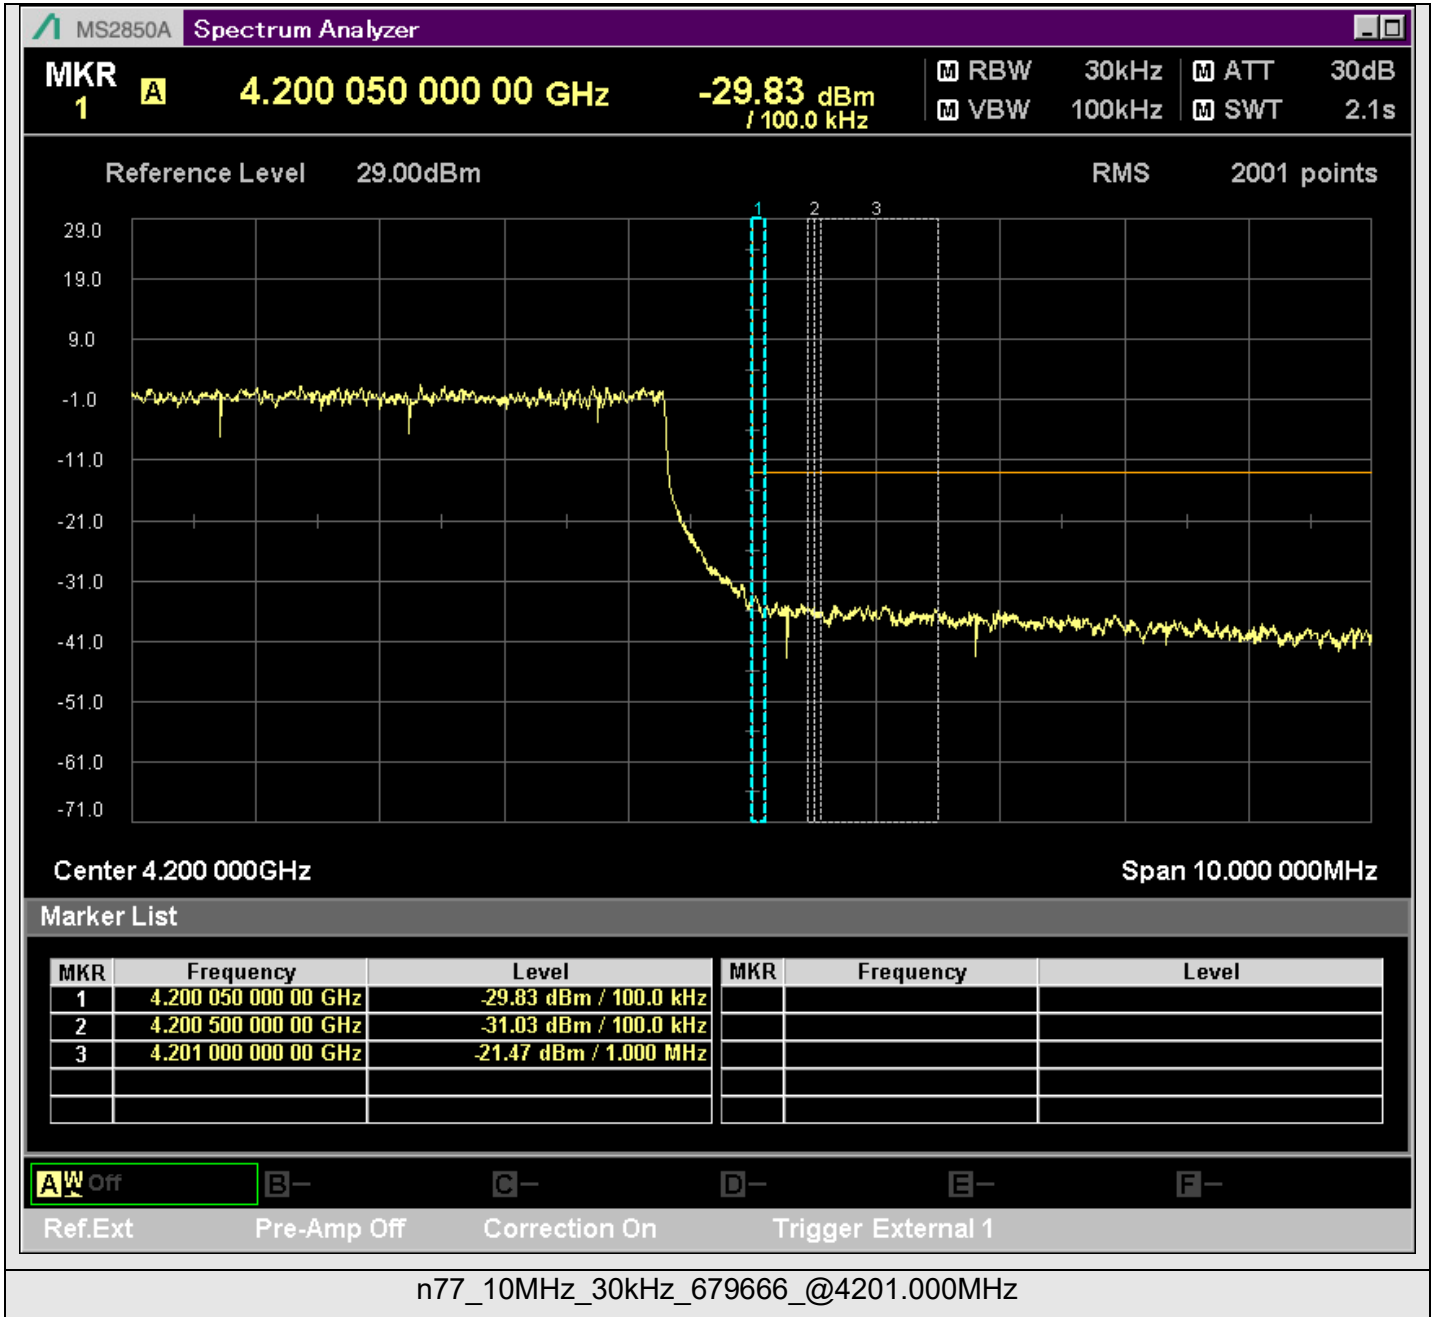 MS2850A Spectrum Analyzer
MKR 1 A 4.200 050 000 00 GHz -29.83 dBm / 100.0 kHz
M RBW 30kHz M ATT 30dB
M VBW 100kHz M SWT 2.1s
Reference Level 29.00dBm RMS 2001 points
1 2 3
29.0
19.0
9.0
-1.0
-11.0
-21.0
-31.0
-41.0
-51.0
-61.0
-71.0
Center 4.200 000GHz Span 10.000 000MHz
Marker List
MKR Frequency Level MKR Frequency Level
1 4.200 050 000 00 GHz -29.83 dBm / 100.0 kHz
2 4.200 500 000 00 GHz -31.03 dBm / 100.0 kHz
3 4.201 000 000 00 GHz -21.47 dBm / 1.000 MHz
A W Off B — C — D — E — F —
Ref.Ext Pre-Amp Off Correction On Trigger External 1
n77_10MHz_30kHz_679666_@4201.000MHz